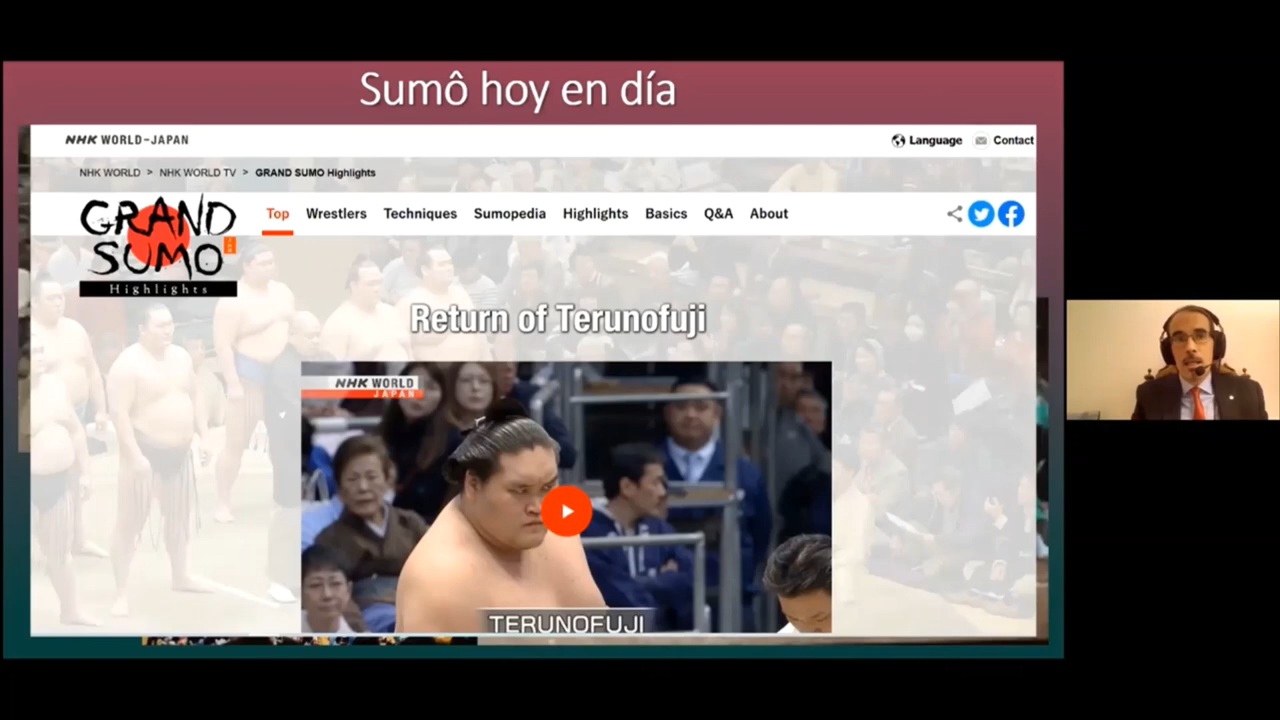 Sumô hoy en día
NHK WORLD-JAPAN
Language Contact
NHK WORLD > NHK WORLD TV > GRAND SUMO Highlights
GRAND
SUMO
Highlights
Top Wrestlers Techniques Sumopedia Highlights Basics Q&A About
Return of Terunofuji
NHK WORLD
JAPAN
TERUNOFUJI